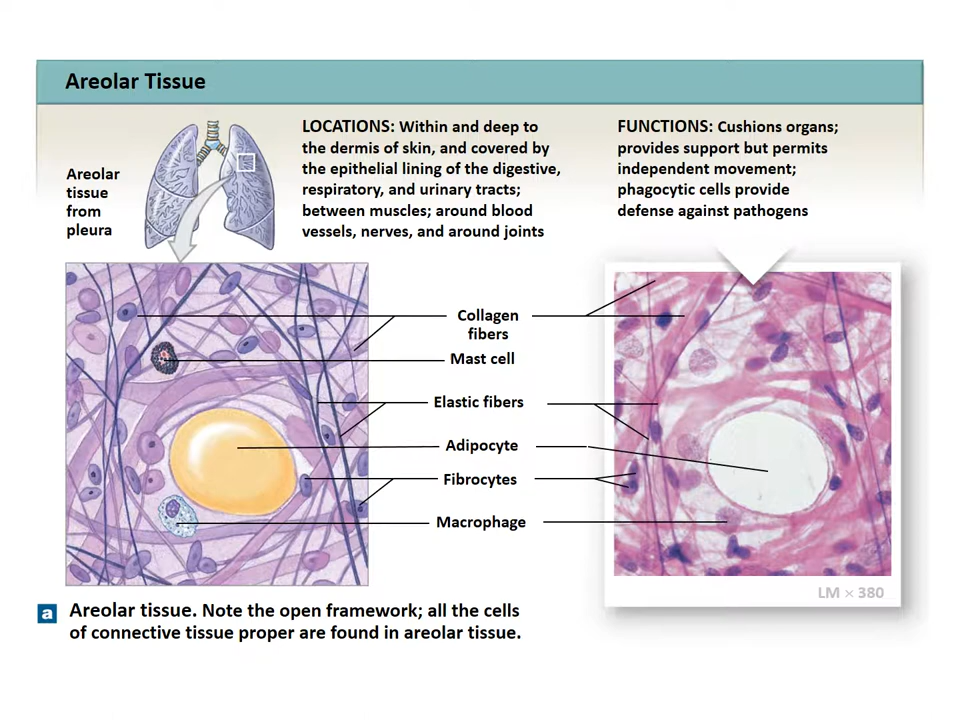 Areolar Tissue
Areolar
tissue
from
pleura
LOCATIONS: Within and deep to
the dermis of skin, and covered by
the epithelial lining of the digestive,
respiratory, and urinary tracts;
between muscles; around blood
vessels, nerves, and around joints
FUNCTIONS: Cushions organs;
provides support but permits
independent movement;
phagocytic cells provide
defense against pathogens
Collagen
fibers
Mast cell
Elastic fibers
Adipocyte
Fibrocytes
Macrophage
LM × 380
a Areolar tissue. Note the open framework; all the cells
of connective tissue proper are found in areolar tissue.